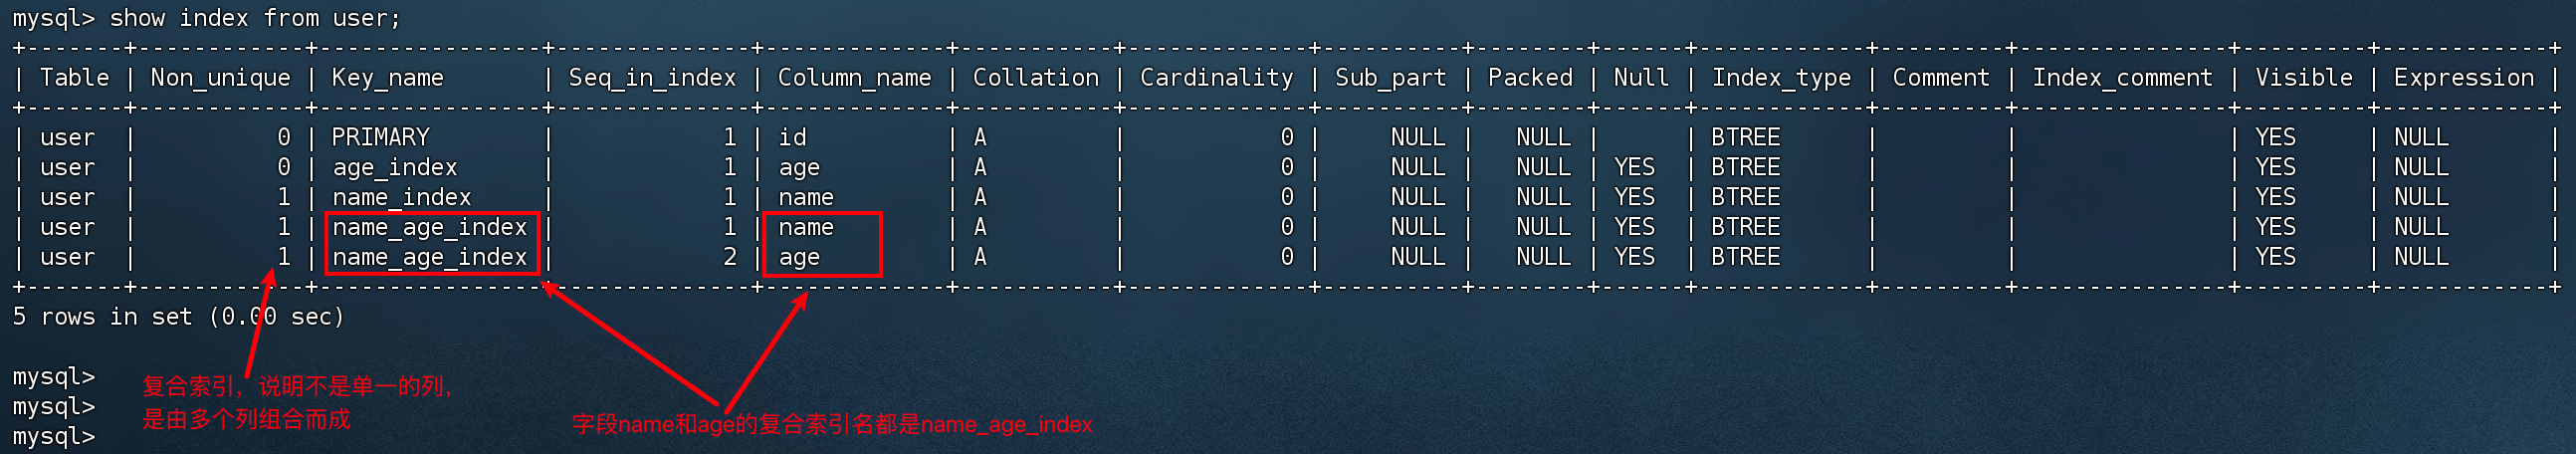 mysql> show index from user;
+-------+------------+----------------+--------------+-------------+-----------+-------------+----------+--------+------+------------+---------+---------------+---------+------------+
| Table | Non_unique | Key_name       | Seq_in_index | Column_name | Collation | Cardinality | Sub_part | Packed | Null | Index_type | Comment | Index_comment | Visible | Expression |
+-------+------------+----------------+--------------+-------------+-----------+-------------+----------+--------+------+------------+---------+---------------+---------+------------+
| user  |          0 | PRIMARY        |            1 | id          | A         |           0 |     NULL |   NULL |      | BTREE      |         |               | YES     | NULL       |
| user  |          0 | age_index      |            1 | age         | A         |           0 |     NULL |   NULL | YES  | BTREE      |         |               | YES     | NULL       |
| user  |          1 | name_index     |            1 | name        | A         |           0 |     NULL |   NULL | YES  | BTREE      |         |               | YES     | NULL       |
| user  |          1 | name_age_index |            1 | name        | A         |           0 |     NULL |   NULL | YES  | BTREE      |         |               | YES     | NULL       |
| user  |          1 | name_age_index |            2 | age         | A         |           0 |     NULL |   NULL | YES  | BTREE      |         |               | YES     | NULL       |
+-------+------------+----------------+--------------+-------------+-----------+-------------+----------+--------+------+------------+---------+---------------+---------+------------+
5 rows in set (0.00 sec)
mysql>
复合索引，说明不是单一的列，
mysql>
是由多个列组合而成
字段name和age的复合索引名都是name_age_index
mysql>